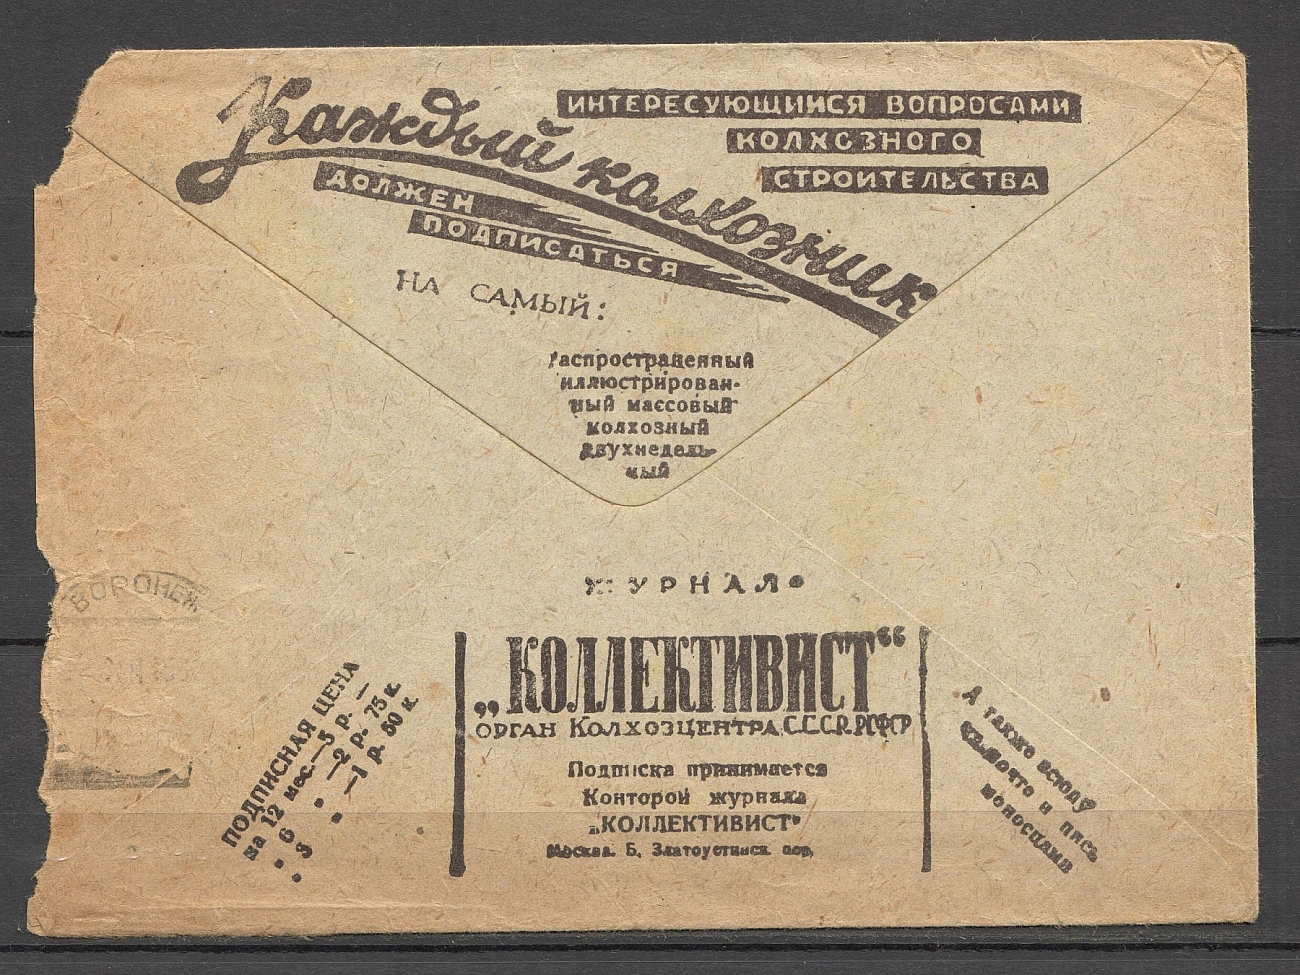 Каждый колхозник
ИНТЕРЕСУЮЩИЙСЯ ВОПРОСАМИ
КОЛХОЗНОГО
СТРОИТЕЛЬСТВА
ДОЛЖЕН
ПОДПИСАТЬСЯ
НА САМЫЙ:
Распространенный
иллюстрирован-
ный массовый
колхозный
двухнедель-
ный
ЖУРНАЛ
„КОЛЛЕКТИВИСТ“
ОРГАН КОЛХОЗЦЕНТРА С.С.С.Р. РСФСР
Подписка принимается
Конторой журнала
„КОЛЛЕКТИВИСТ“
Москва. Б. Златоустинск. пер.
ПОДПИСНАЯ ЦЕНА
на 12 мес.—5 р. —
„ 6 „ —2 р. 75 к.
„ 3 „ —1 р. 50 к.
А также всюду
и пись
моносцами
ВОРОНЕЖ